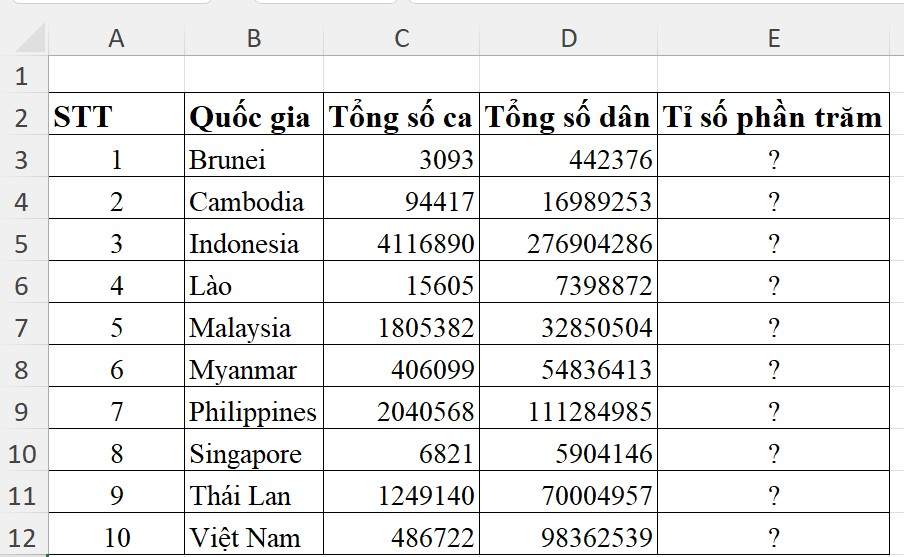 A B C D E
1
2 STT Quốc gia Tổng số ca Tổng số dân Tỉ số phần trăm
3 1 Brunei 3093 442376 ?
4 2 Cambodia 94417 16989253 ?
5 3 Indonesia 4116890 276904286 ?
6 4 Lào 15605 7398872 ?
7 5 Malaysia 1805382 32850504 ?
8 6 Myanmar 406099 54836413 ?
9 7 Philippines 2040568 111284985 ?
10 8 Singapore 6821 5904146 ?
11 9 Thái Lan 1249140 70004957 ?
12 10 Việt Nam 486722 98362539 ?